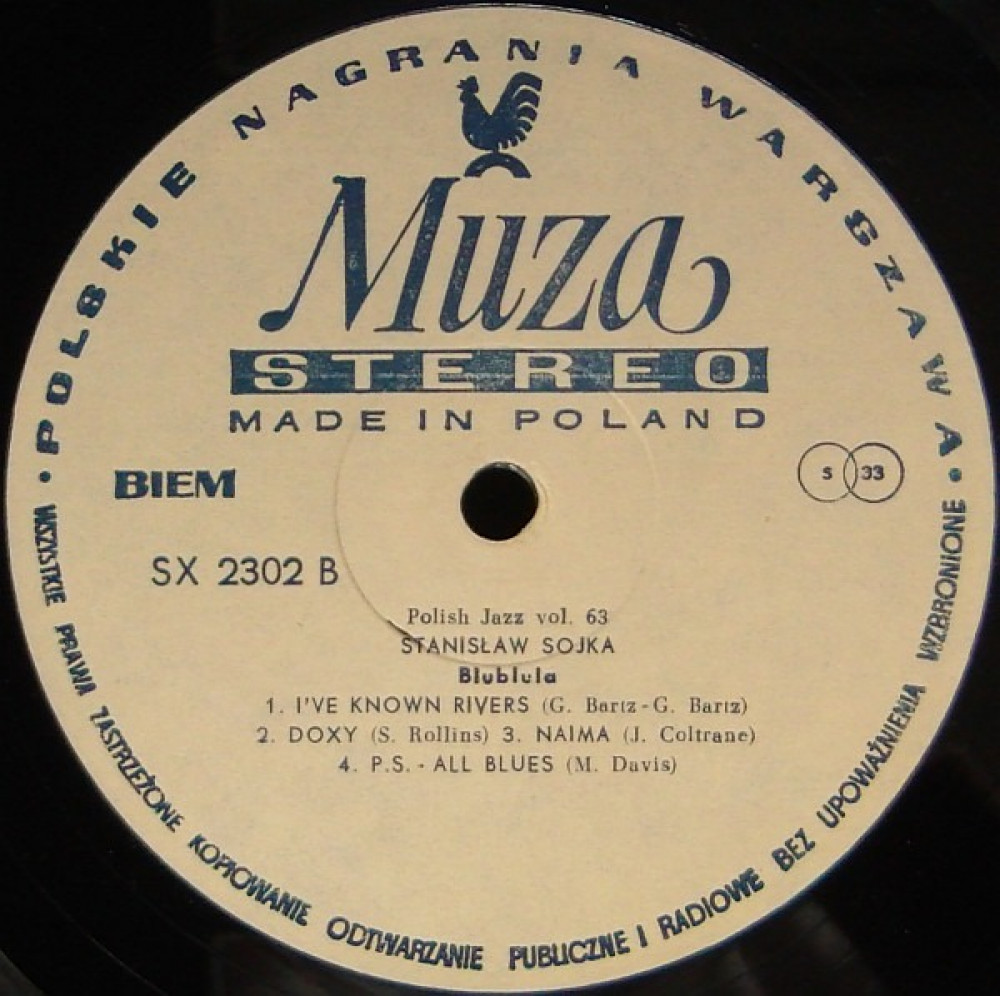 POLSKIE NAGRANIA WARSZAWA
Muza
STEREO
MADE IN POLAND
BIEM
S 33
SX 2302 B
Polish Jazz vol. 63
STANISŁAW SOJKA
Blublula
1. I'VE KNOWN RIVERS (G. Bartz - G. Bartz)
2. DOXY (S. Rollins) 3. NAIMA (J. Coltrane)
4. P.S. - ALL BLUES (M. Davis)
• WSZYSTKIE PRAWA ZASTRZEŻONE KOPIOWANIE ODTWARZANIE PUBLICZNE I RADIOWE BEZ UPOWAŻNIENIA WZBRONIONE •